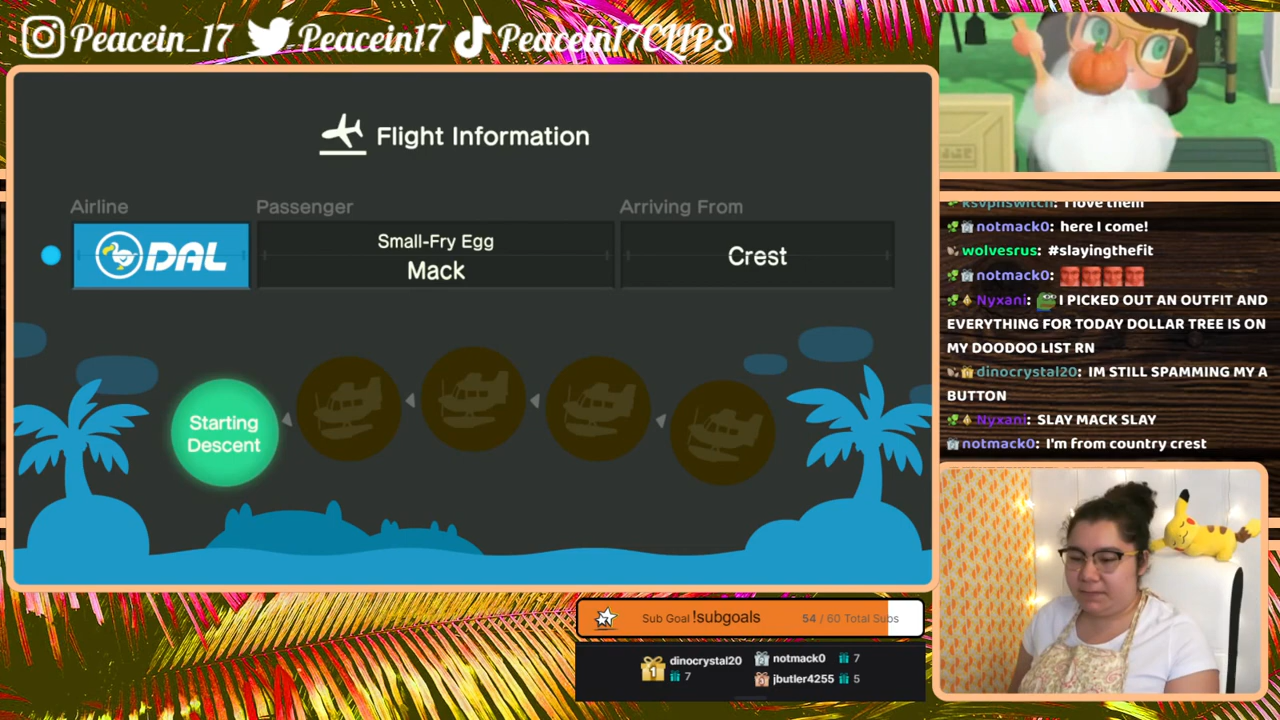 Peacein_17 Peacein17 Peacein17ClIPS
Flight Information
Airline Passenger Arriving From
DAL
Small-Fry Egg
Mack
Crest
Starting
Descent
ksvphswitch: I love them
notmack0: here I come!
wolvesrus: #slayingthefit
notmack0:
Nyxani: I PICKED OUT AN OUTFIT AND
EVERYTHING FOR TODAY DOLLAR TREE IS ON
MY DOODOO LIST RN
dinocrystal20: IM STILL SPAMMING MY A
BUTTON
Nyxani: SLAY MACK SLAY
notmack0: I'm from country crest
Sub Goal !subgoals 54 / 60 Total Subs
1 dinocrystal20 7
2 notmack0 7
3 jbutler4255 5